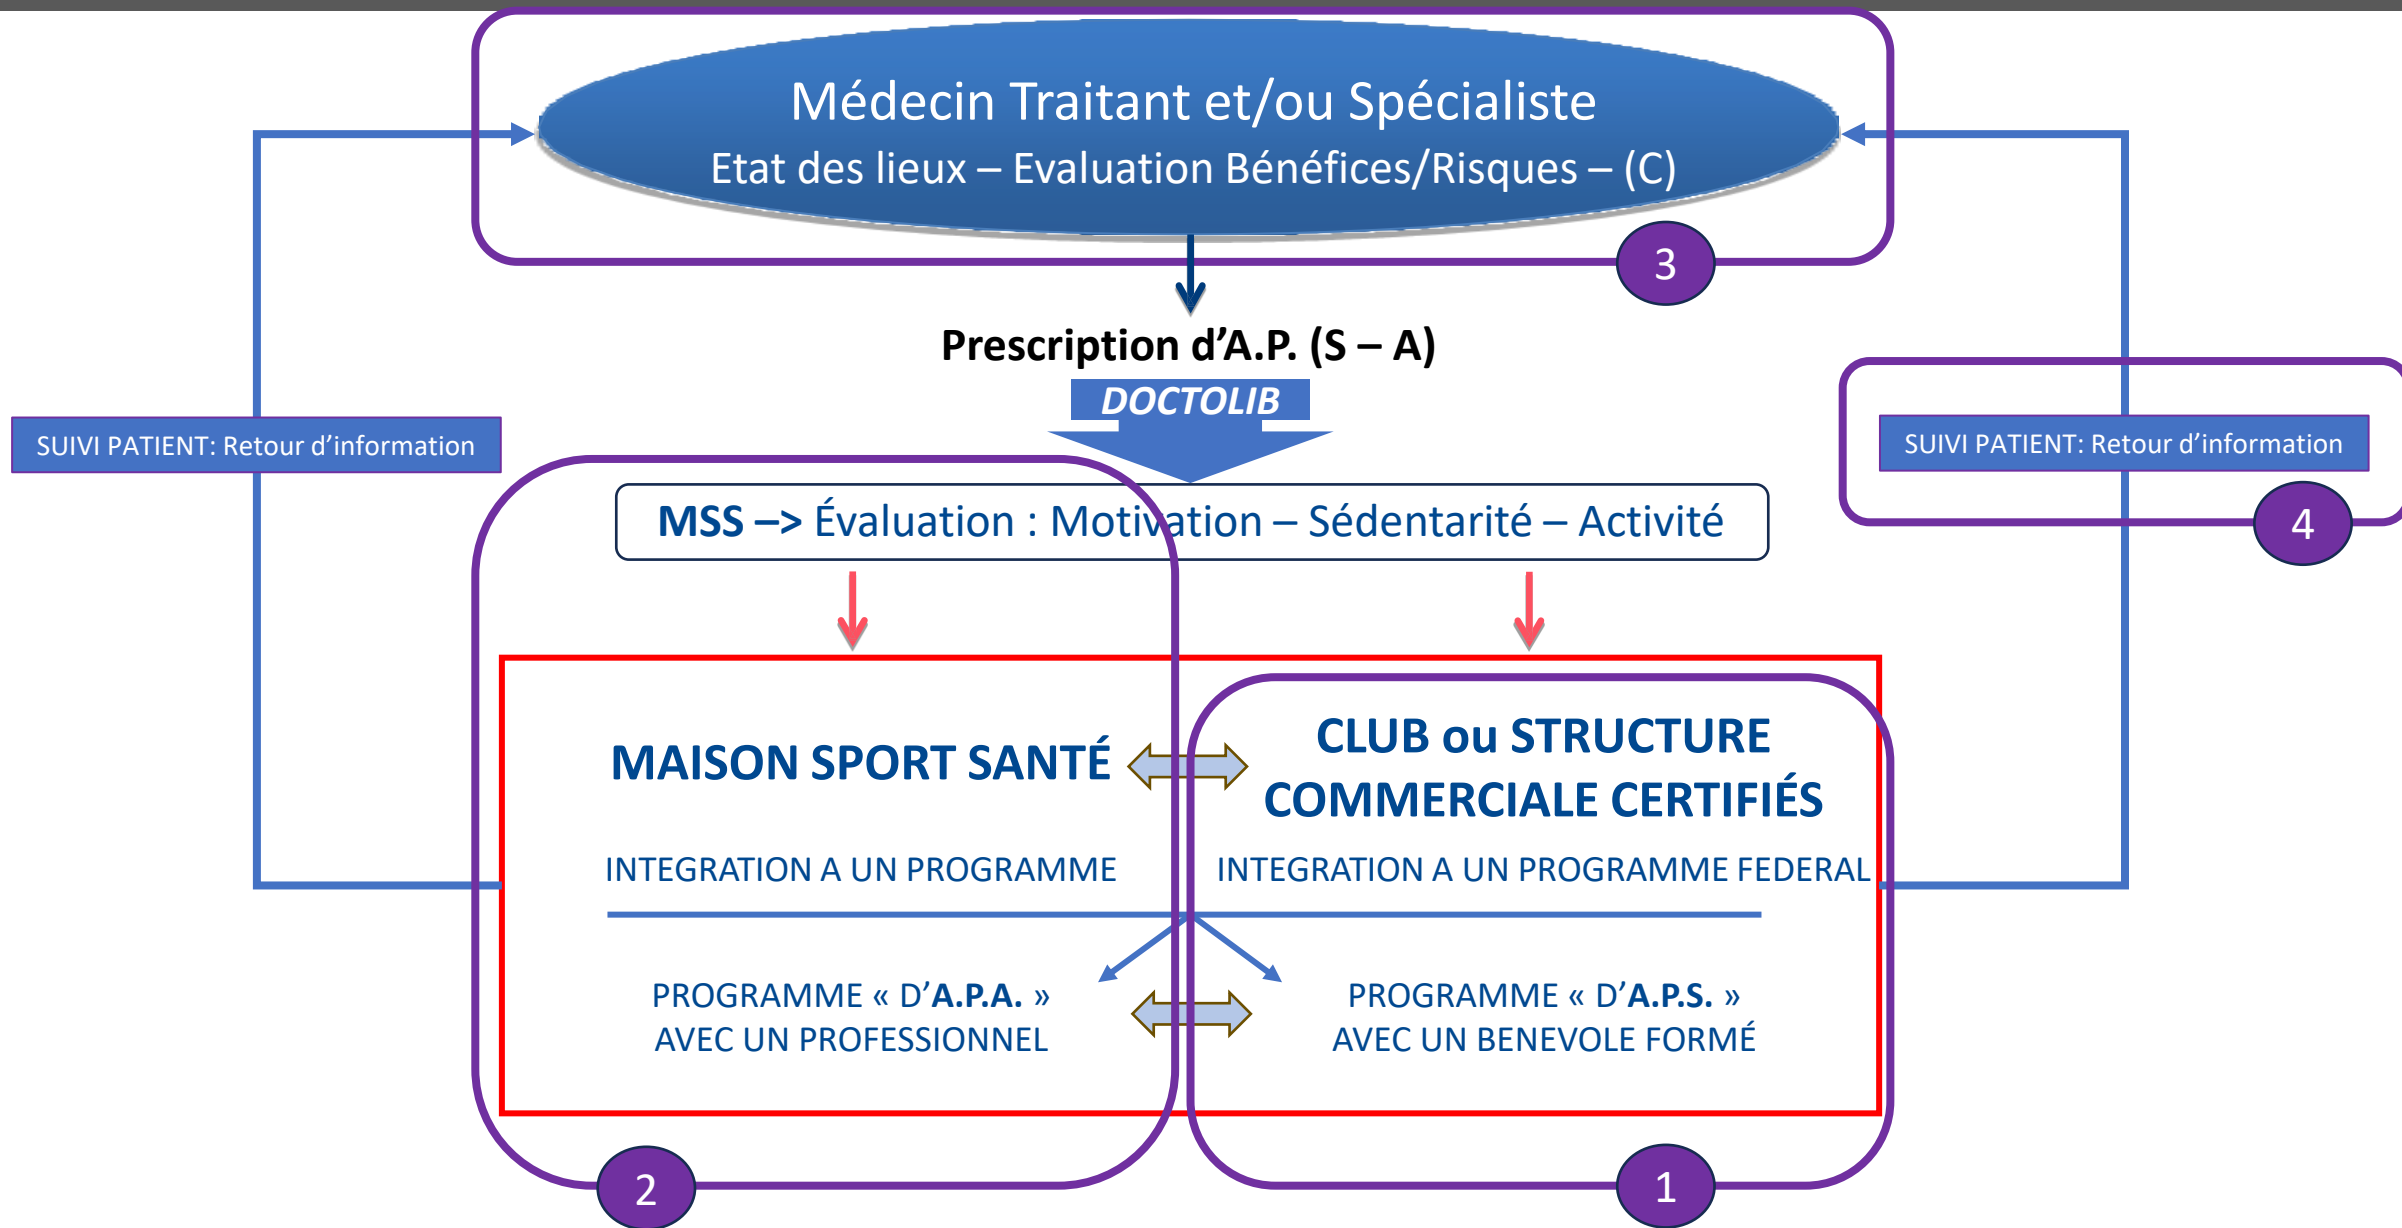 Médecin Traitant et/ou Spécialiste
Etat des lieux – Evaluation Bénéfices/Risques – (C)
3
Prescription d’A.P. (S – A)
DOCTOLIB
SUIVI PATIENT: Retour d’information
SUIVI PATIENT: Retour d’information
4
MSS –> Évaluation : Motivation – Sédentarité – Activité
MAISON SPORT SANTÉ
CLUB ou STRUCTURE
COMMERCIALE CERTIFIÉS
INTEGRATION A UN PROGRAMME
INTEGRATION A UN PROGRAMME FEDERAL
PROGRAMME « D’A.P.A. »
AVEC UN PROFESSIONNEL
PROGRAMME « D’A.P.S. »
AVEC UN BENEVOLE FORMÉ
2
1